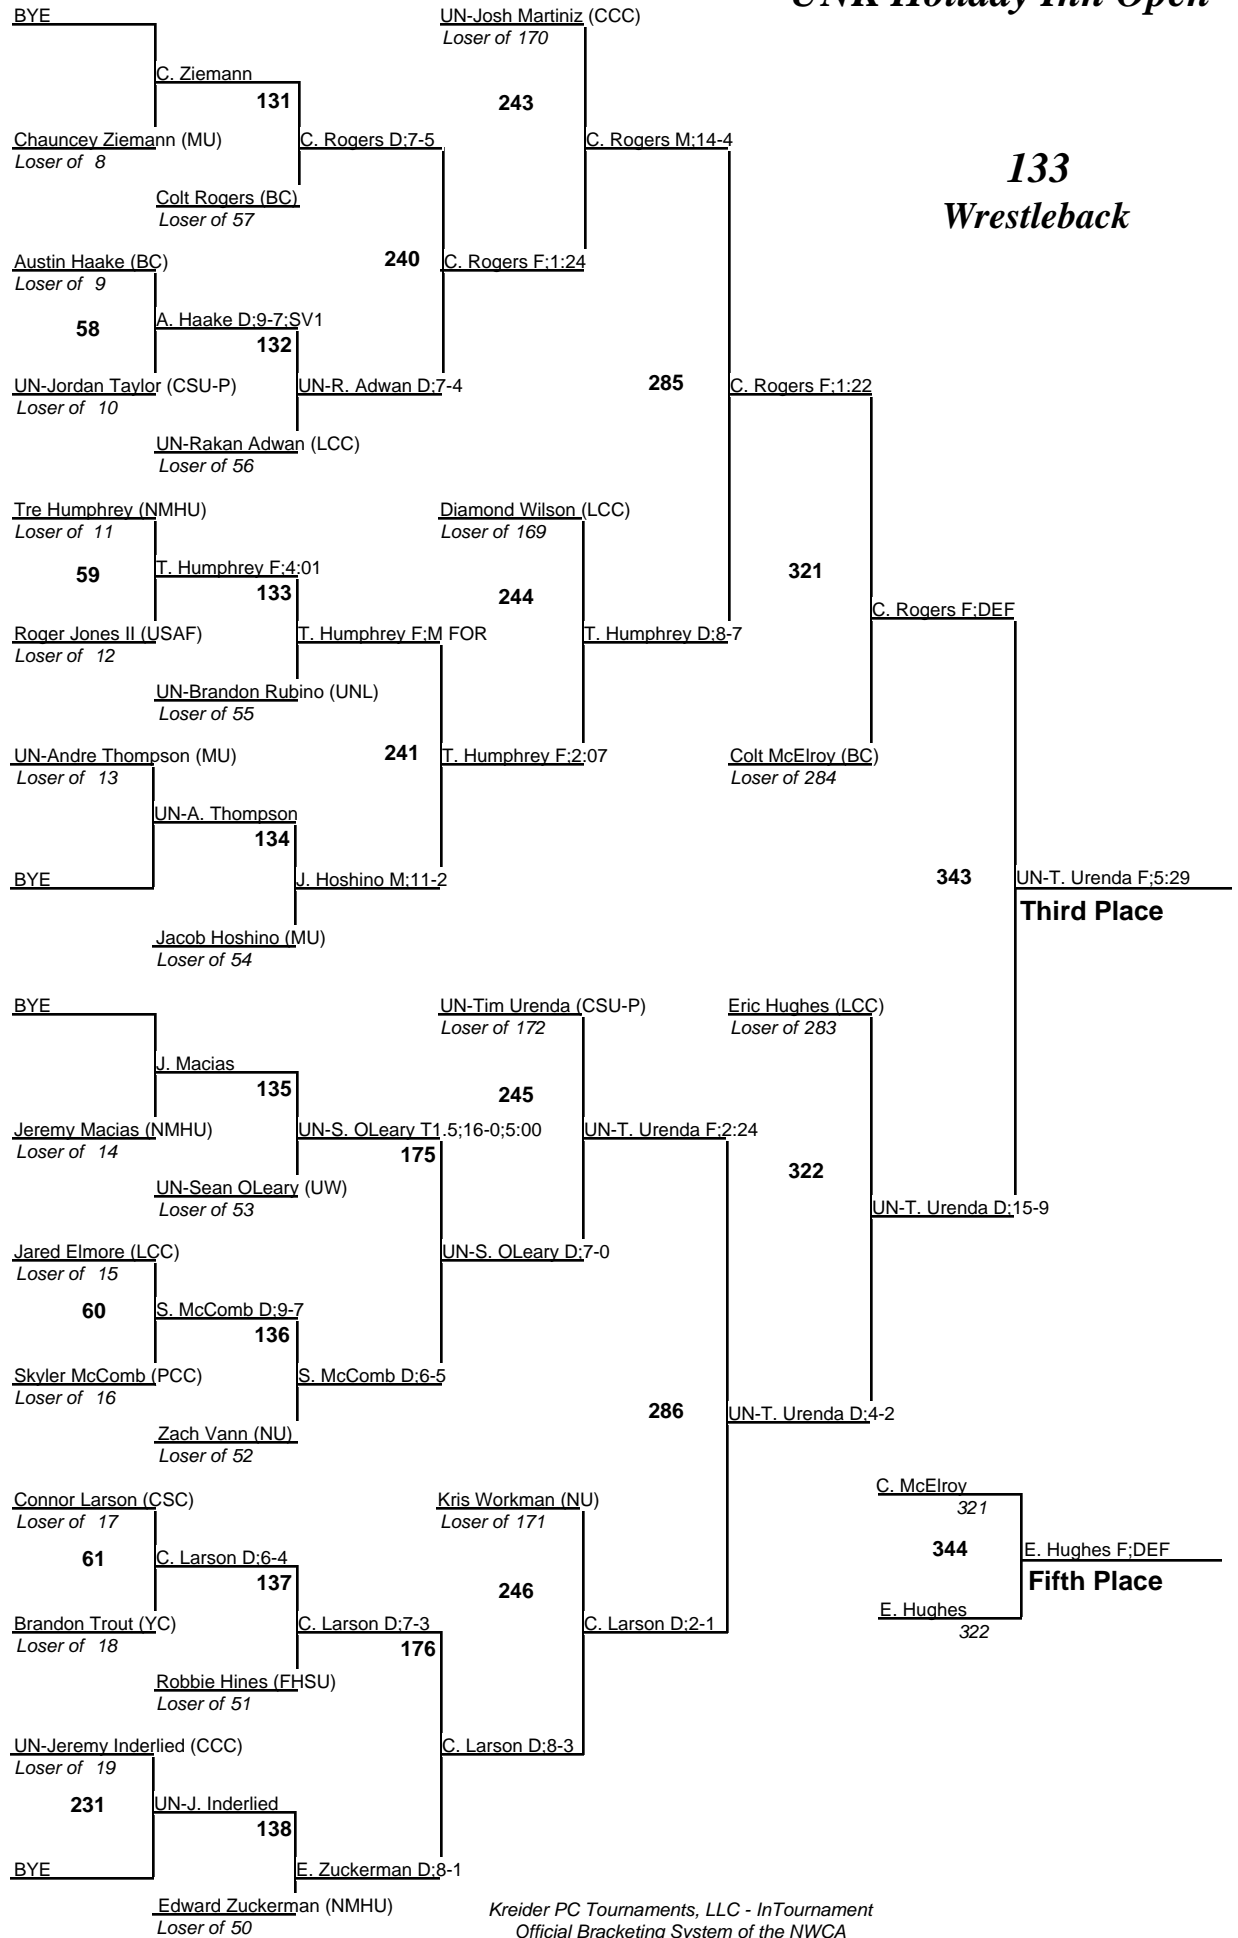 UNK Holiday Inn Open
133
Wrestleback
BYE
C. Ziemann
131
Chauncey Ziemann (MU)
Loser of 8
C. Rogers D;7-5
Colt Rogers (BC)
Loser of 57
240
Austin Haake (BC)
Loser of 9
58
A. Haake D;9-7;SV1
132
UN-Jordan Taylor (CSU-P)
Loser of 10
UN-R. Adwan D;7-4
UN-Rakan Adwan (LCC)
Loser of 56
UN-Josh Martiniz (CCC)
Loser of 170
243
C. Rogers M;14-4
C. Rogers F;1:24
285
C. Rogers F;1:22
Tre Humphrey (NMHU)
Loser of 11
59
T. Humphrey F;4:01
133
Roger Jones II (USAF)
Loser of 12
T. Humphrey F;M FOR
UN-Brandon Rubino (UNL)
Loser of 55
241
UN-Andre Thompson (MU)
Loser of 13
UN-A. Thompson
134
BYE
J. Hoshino M;11-2
Jacob Hoshino (MU)
Loser of 54
Diamond Wilson (LCC)
Loser of 169
244
T. Humphrey D;8-7
T. Humphrey F;2:07
321
C. Rogers F;DEF
Colt McElroy (BC)
Loser of 284
343
UN-T. Urenda F;5:29
Third Place
BYE
J. Macias
135
Jeremy Macias (NMHU)
Loser of 14
UN-S. OLeary T1.5;16-0;5:00
175
UN-Sean OLeary (UW)
Loser of 53
Jared Elmore (LCC)
Loser of 15
60
S. McComb D;9-7
136
Skyler McComb (PCC)
Loser of 16
S. McComb D;6-5
Zach Vann (NU)
Loser of 52
UN-Tim Urenda (CSU-P)
Loser of 172
245
UN-T. Urenda F;2:24
UN-S. OLeary D;7-0
Eric Hughes (LCC)
Loser of 283
322
UN-T. Urenda D;15-9
286
UN-T. Urenda D;4-2
Connor Larson (CSC)
Loser of 17
61
C. Larson D;6-4
137
Brandon Trout (YC)
Loser of 18
C. Larson D;7-3
176
Robbie Hines (FHSU)
Loser of 51
UN-Jeremy Inderlied (CCC)
Loser of 19
231
UN-J. Inderlied
138
BYE
E. Zuckerman D;8-1
Edward Zuckerman (NMHU)
Loser of 50
Kris Workman (NU)
Loser of 171
246
C. Larson D;2-1
C. Larson D;8-3
C. McElroy
321
344
E. Hughes F;DEF
Fifth Place
E. Hughes
322
Kreider PC Tournaments, LLC - InTournament
Official Bracketing System of the NWCA